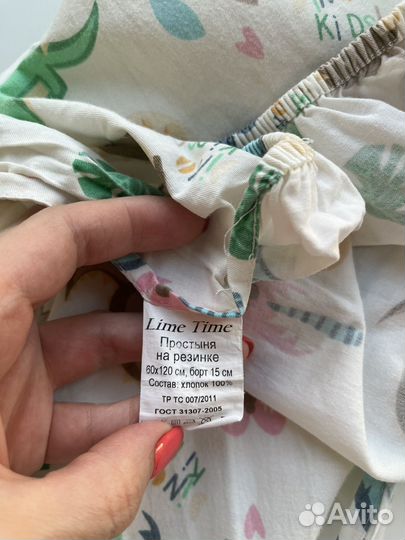 Kids
Lime Time
Простыня
на резинке
60х120 см, борт 15 см
Состав: хлопок 100%
ТР ТС 007/2011
ГОСТ 31307-2005
Avito